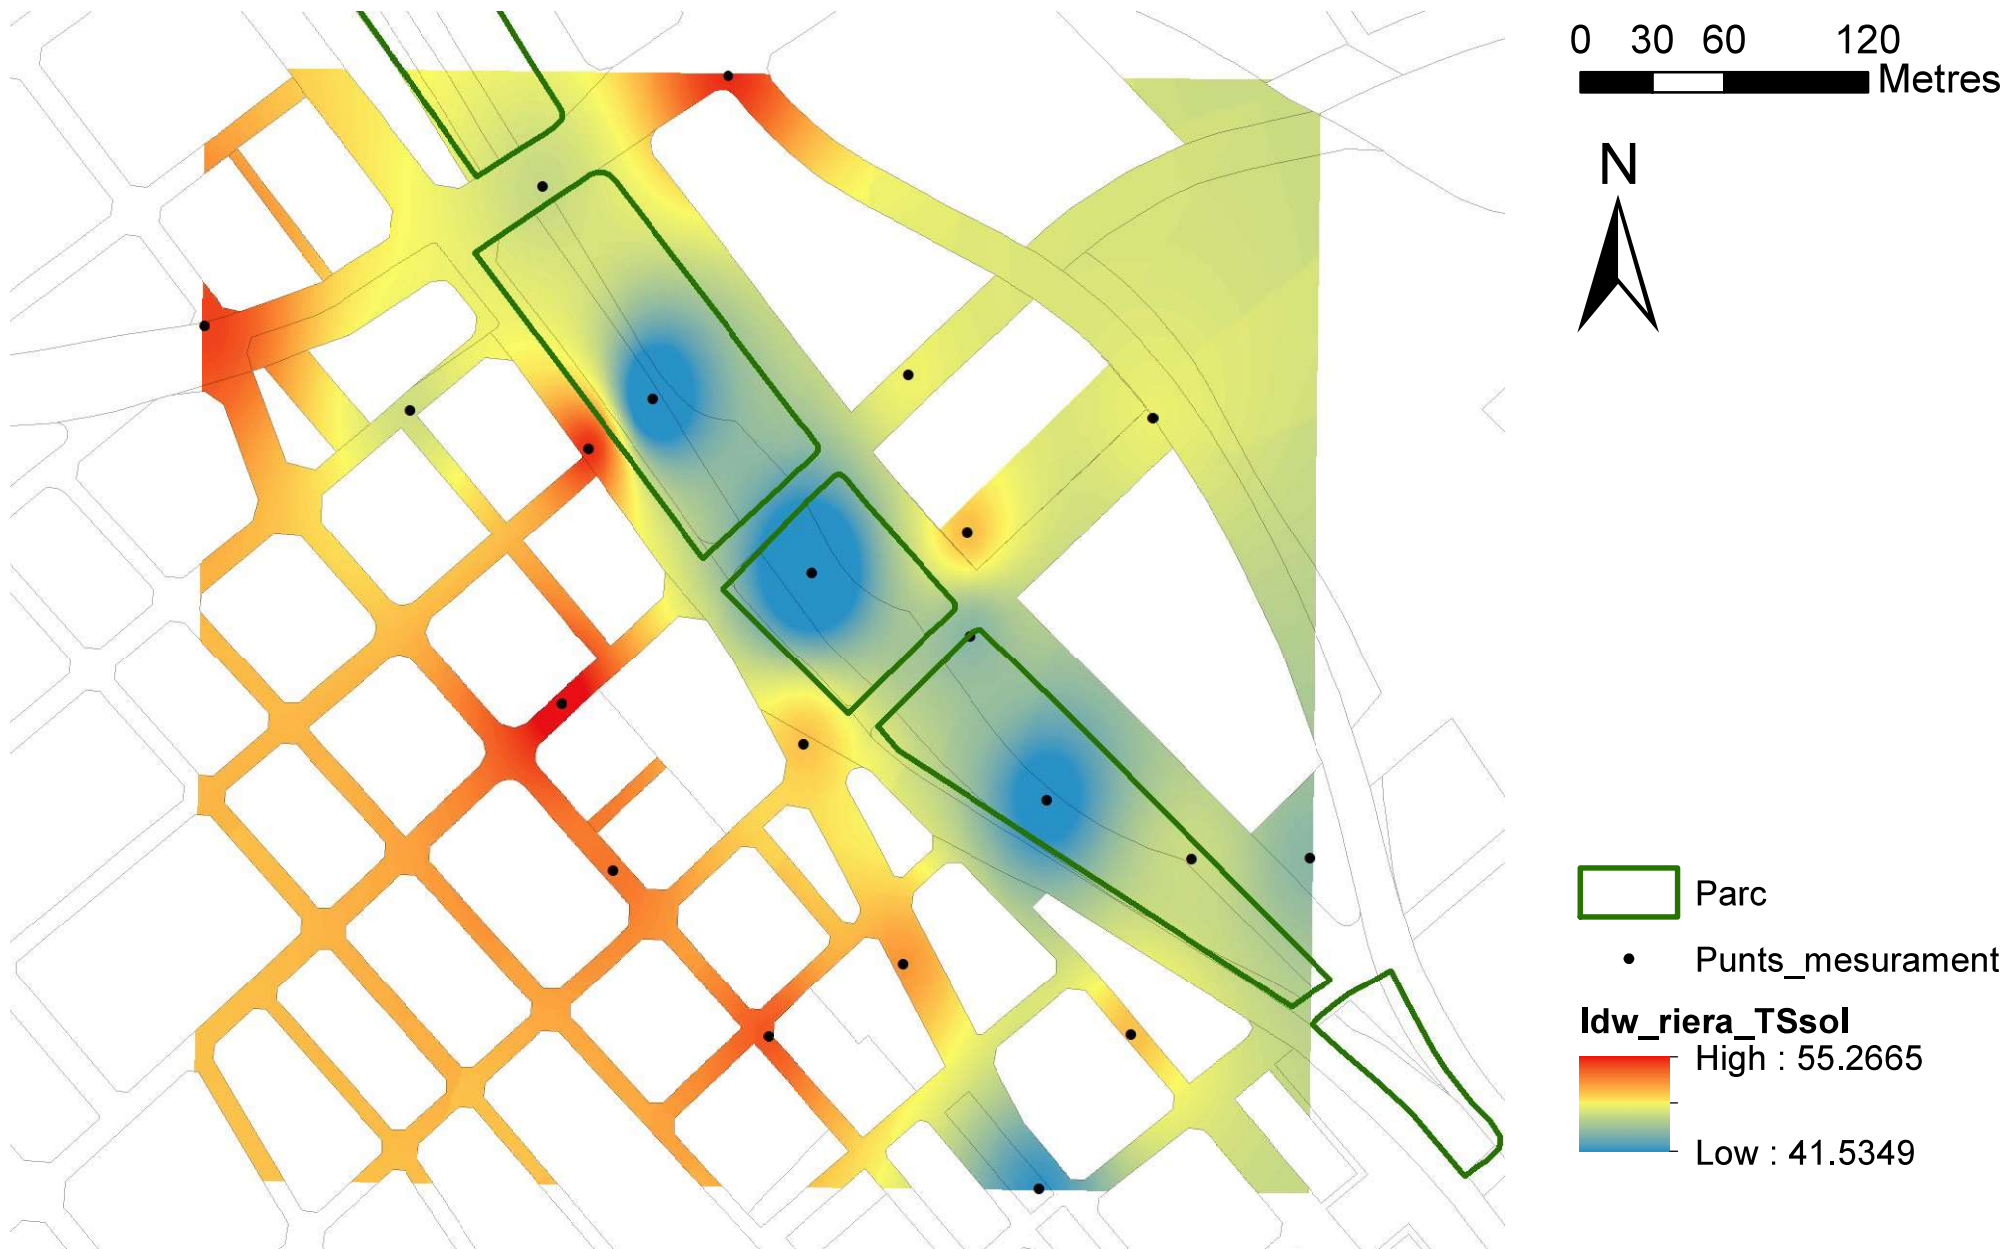 0 30 60 120
Metres
N
Parc
Punts_mesurament
Idw_riera_TSsol
High : 55.2665
Low : 41.5349